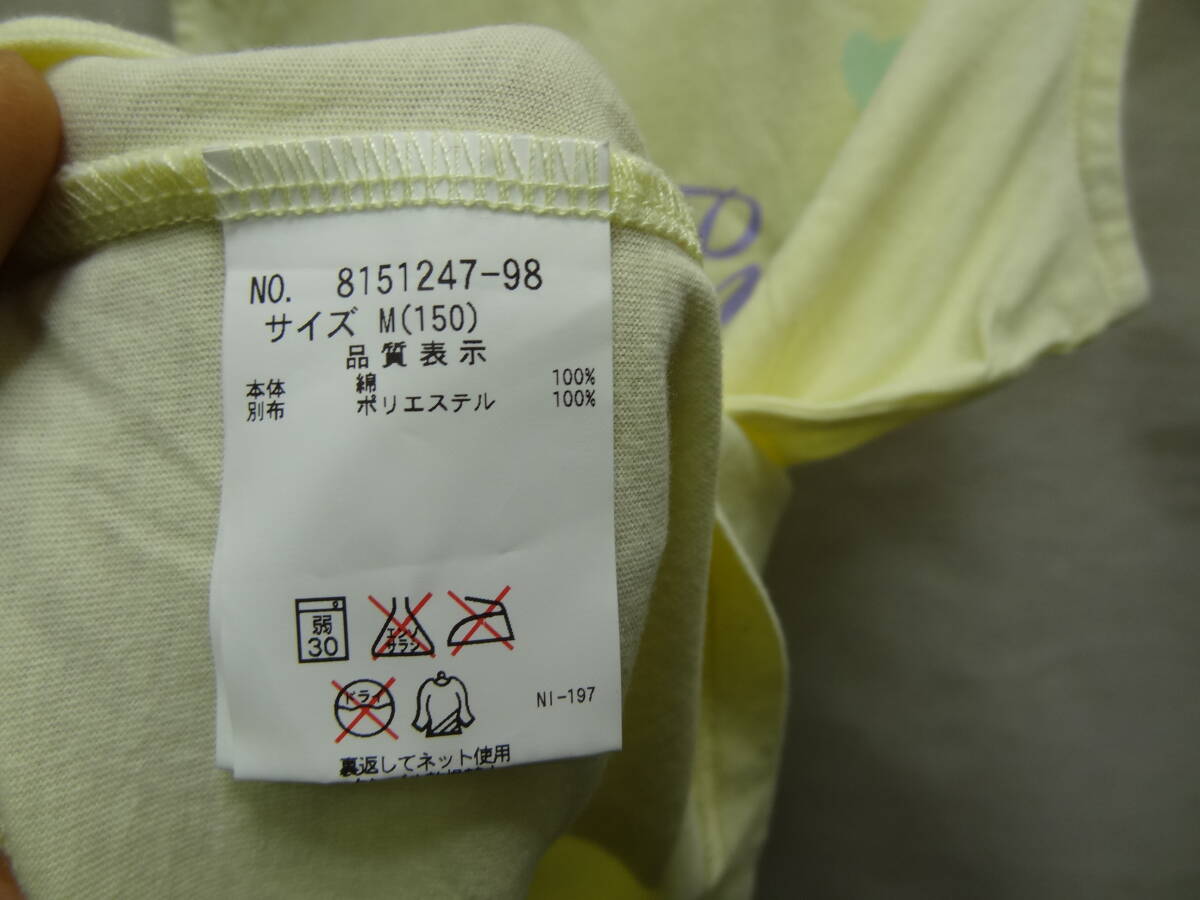 NO. 8151247-98
サイズ M(150)
品質表示
本体 綿 100%
別布 ポリエステル 100%
弱
30
エンソ
サラシ
ドライ
NI-197
裏返してネット使用